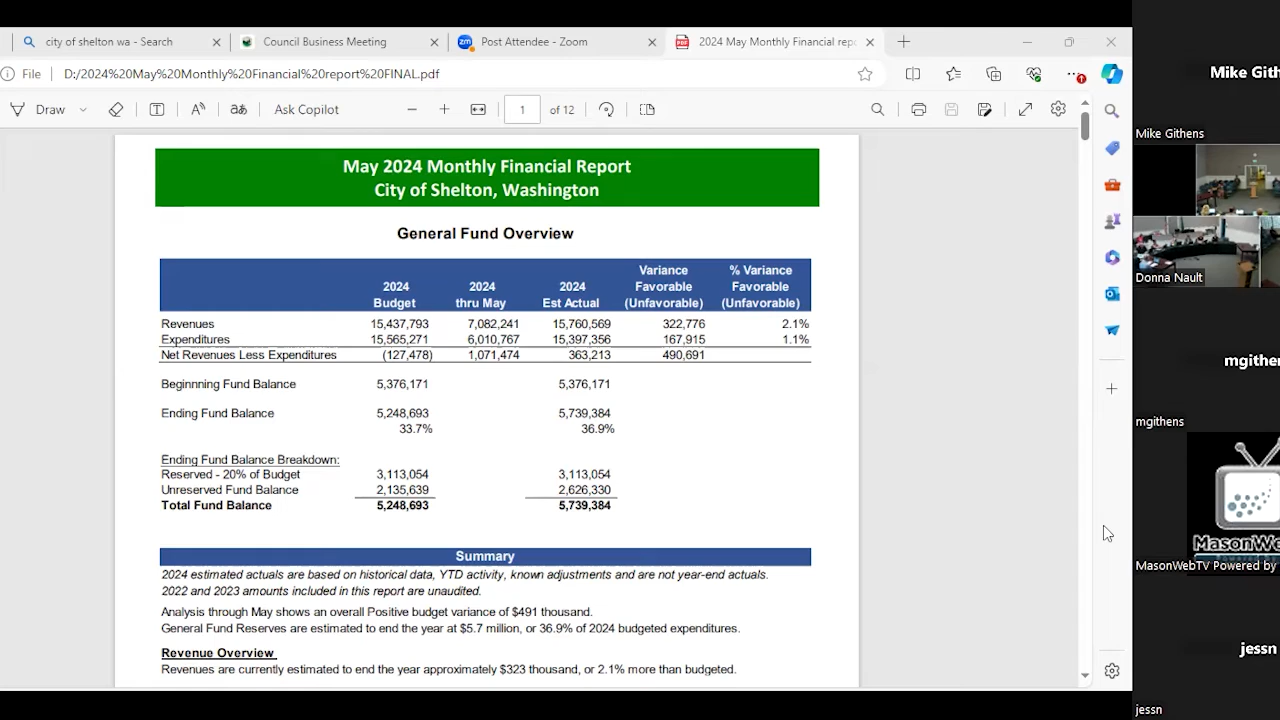 city of shelton wa - Search
Council Business Meeting
Post Attendee - Zoom
2024 May Monthly Financial repo
File D:/2024%20May%20Monthly%20Financial%20report%20FINAL.pdf
Draw
Ask Copilot
1 of 12
May 2024 Monthly Financial Report
City of Shelton, Washington
General Fund Overview
2024 Budget 2024 thru May 2024 Est Actual Variance Favorable (Unfavorable) % Variance Favorable (Unfavorable)
Revenues 15,437,793 7,082,241 15,760,569 322,776 2.1%
Expenditures 15,565,271 6,010,767 15,397,356 167,915 1.1%
Net Revenues Less Expenditures (127,478) 1,071,474 363,213 490,691
Beginnning Fund Balance 5,376,171 5,376,171
Ending Fund Balance 5,248,693 5,739,384
33.7% 36.9%
Ending Fund Balance Breakdown:
Reserved - 20% of Budget 3,113,054 3,113,054
Unreserved Fund Balance 2,135,639 2,626,330
Total Fund Balance 5,248,693 5,739,384
Summary
2024 estimated actuals are based on historical data, YTD activity, known adjustments and are not year-end actuals.
2022 and 2023 amounts included in this report are unaudited.
Analysis through May shows an overall Positive budget variance of $491 thousand.
General Fund Reserves are estimated to end the year at $5.7 million, or 36.9% of 2024 budgeted expenditures.
Revenue Overview
Revenues are currently estimated to end the year approximately $323 thousand, or 2.1% more than budgeted.
Mike Gith
Mike Githens
Donna Nault
mgithe
mgithens
MasonWe
MasonWebTV Powered by
jessn
jessn